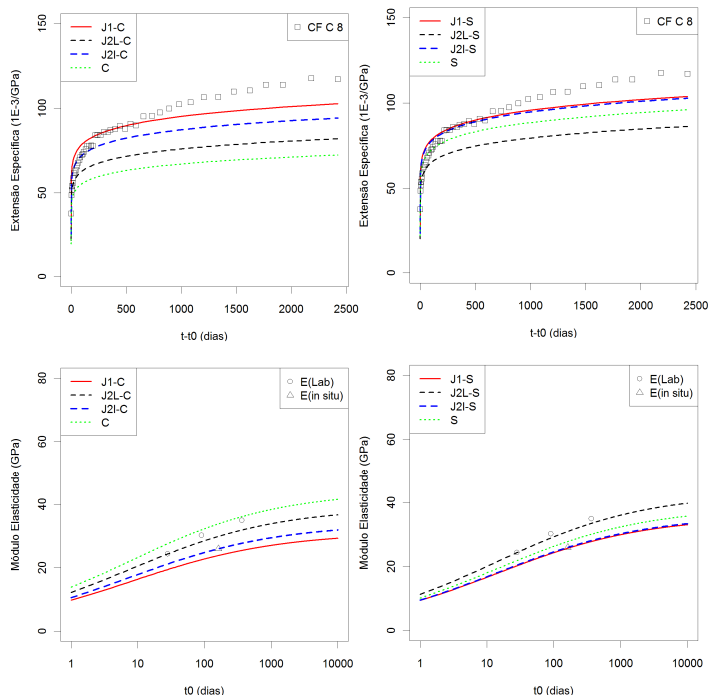 J1-C
J2L-C
J2I-C
C
CF C 8
Extensão Específica (1E-3/GPa)
0
50
100
150
0
500
1000
1500
2000
2500
t-t0 (dias)
J1-S
J2L-S
J2I-S
S
CF C 8
Extensão Específica (1E-3/GPa)
0
50
100
150
0
500
1000
1500
2000
2500
t-t0 (dias)
J1-C
J2L-C
J2I-C
C
E(Lab)
E(in situ)
Módulo Elasticidade (GPa)
0
20
40
60
80
1
10
100
1000
10000
t0 (dias)
J1-S
J2L-S
J2I-S
S
E(Lab)
E(in situ)
Módulo Elasticidade (GPa)
0
20
40
60
80
1
10
100
1000
10000
t0 (dias)